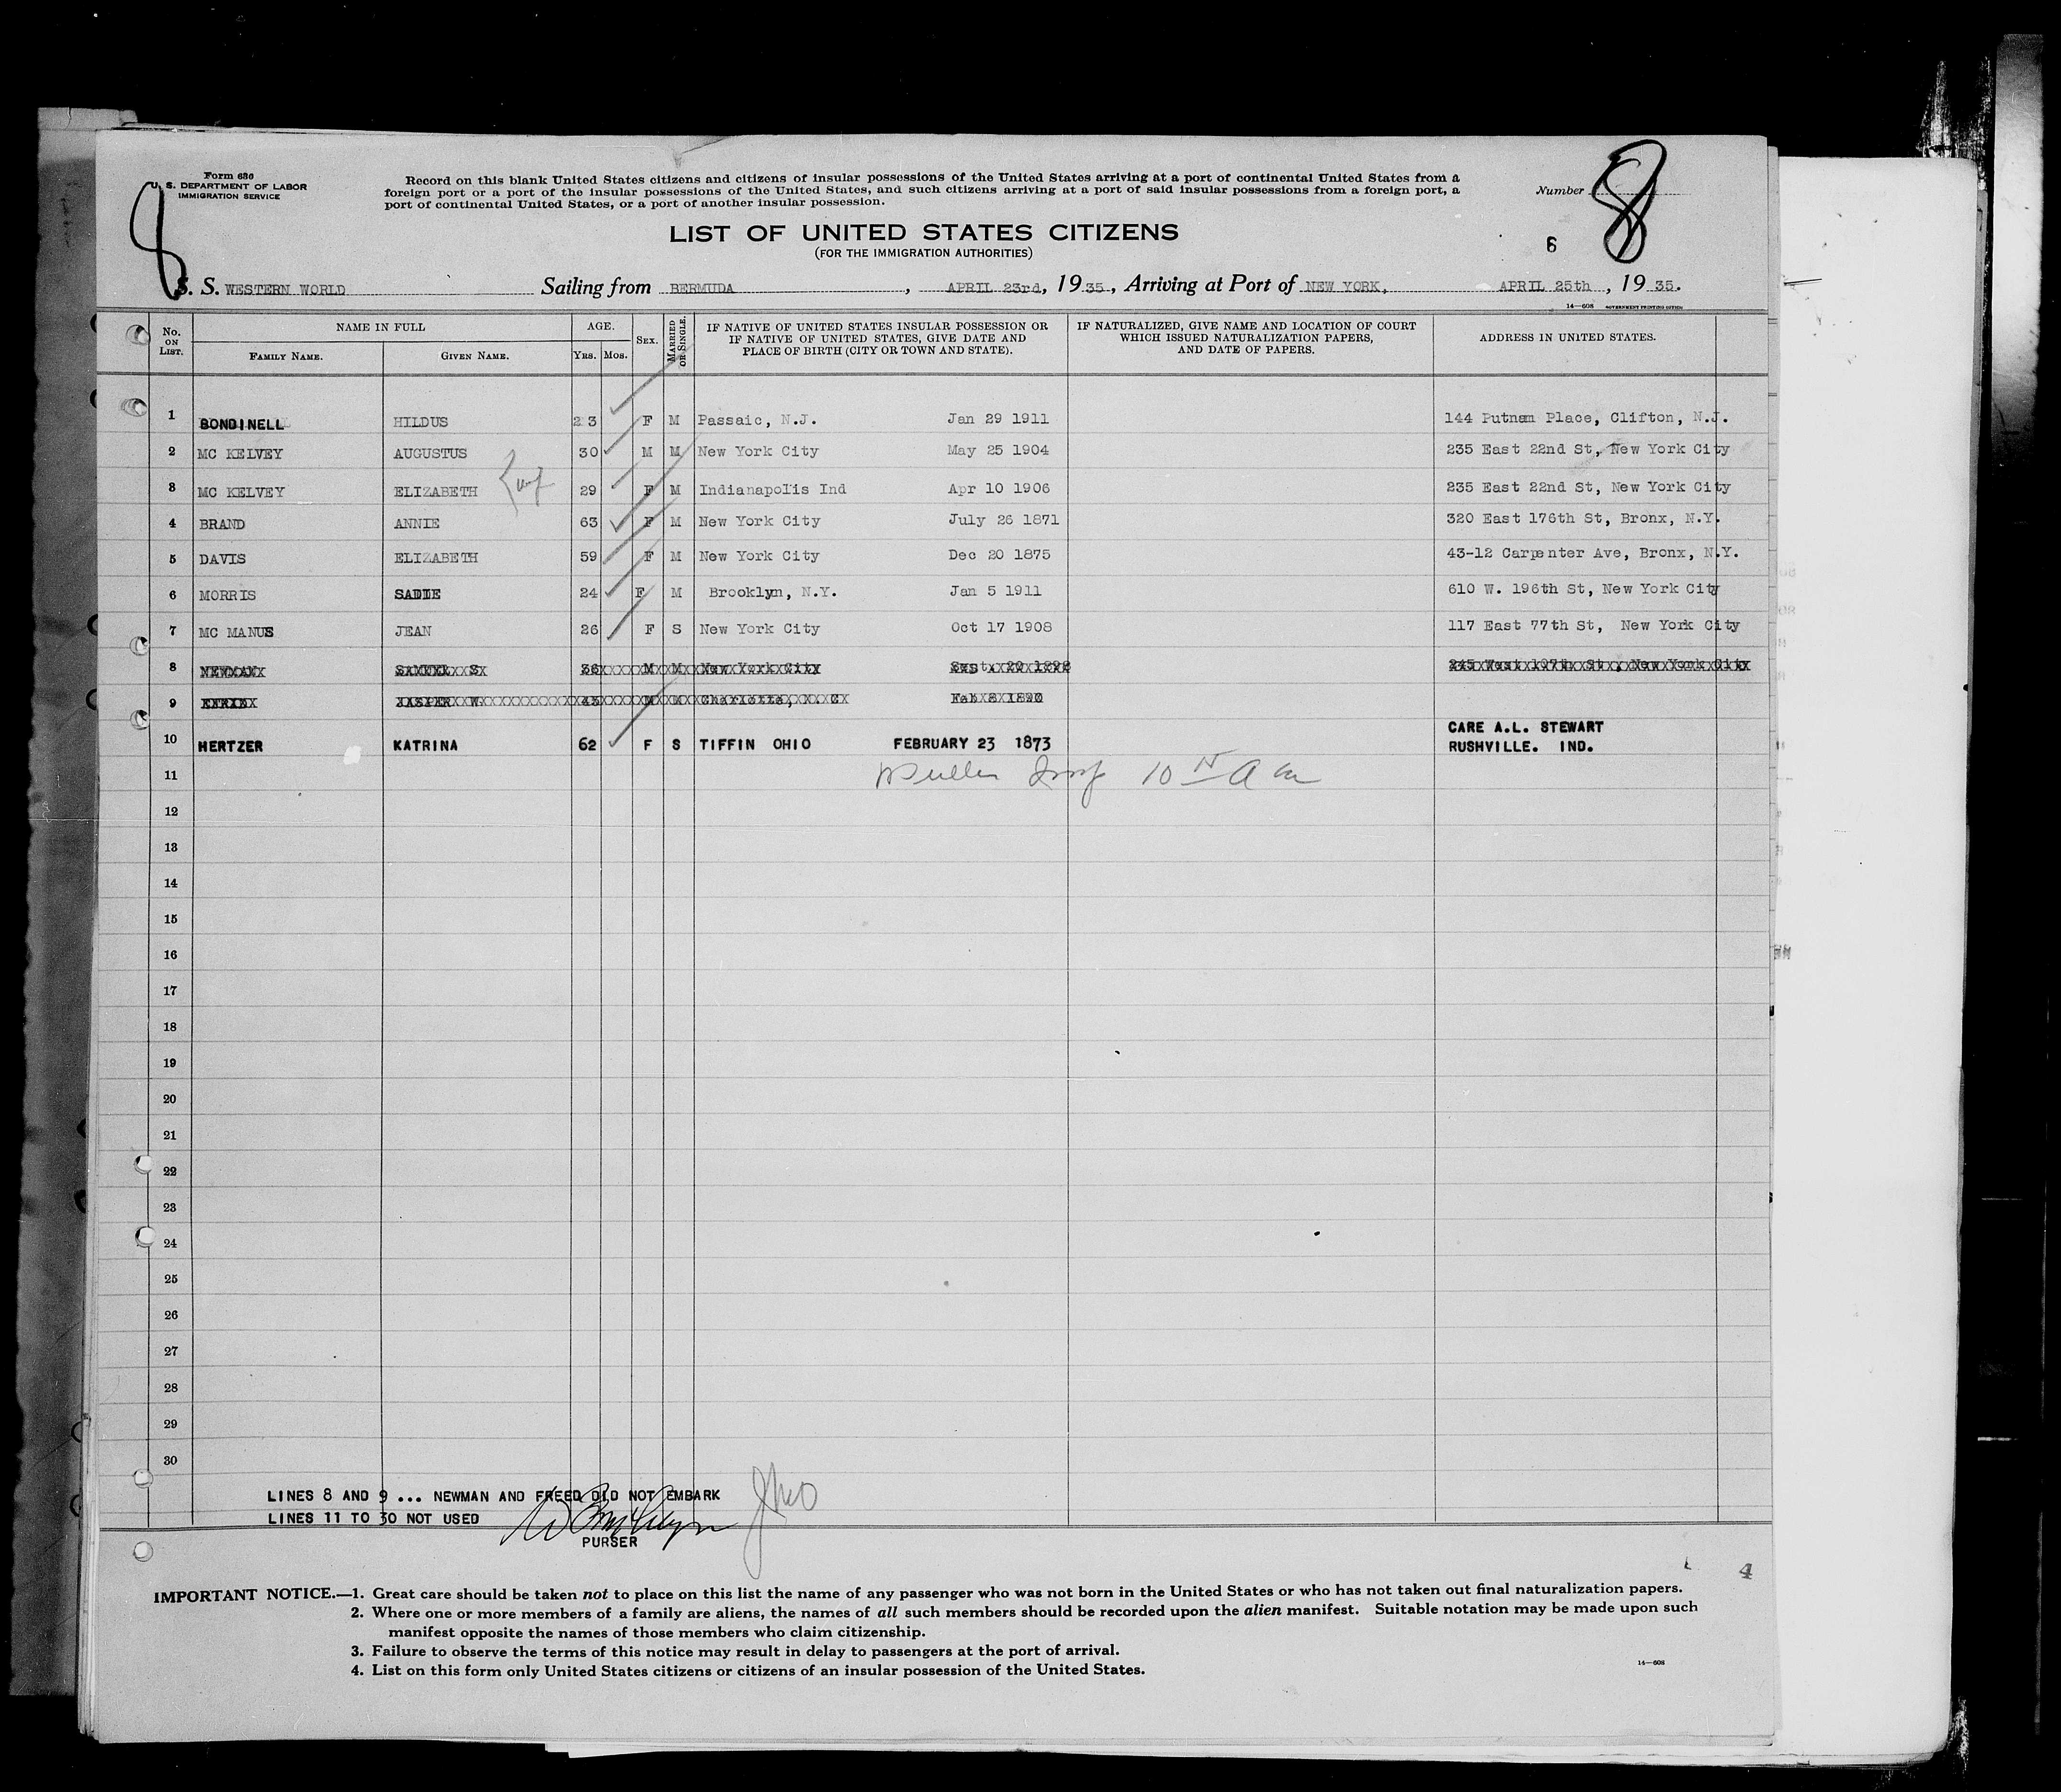 Form 686
U. S. DEPARTMENT OF LABOR
IMMIGRATION SERVICE
Record on this blank United States citizens and citizens of insular possessions of the United States arriving at a port of continental United States from a
foreign port or a port of the insular possessions of the United States, and such citizens arriving at a port of said insular possessions from a foreign port, a
port of continental United States, or a port of another insular possession.
Number 8
8
LIST OF UNITED STATES CITIZENS
(FOR THE IMMIGRATION AUTHORITIES)
6
S. S. WESTERN WORLD Sailing from BERMUDA, APRIL 23rd, 1935, Arriving at Port of NEW YORK, APRIL 25th, 1935.
14—608 GOVERNMENT PRINTING OFFICE
No. ON LIST. NAME IN FULL FAMILY NAME. GIVEN NAME. AGE. YRS. MOS. SEX. MARRIED OR SINGLE. IF NATIVE OF UNITED STATES INSULAR POSSESSION OR IF NATIVE OF UNITED STATES, GIVE DATE AND PLACE OF BIRTH (CITY OR TOWN AND STATE). IF NATURALIZED, GIVE NAME AND LOCATION OF COURT WHICH ISSUED NATURALIZATION PAPERS, AND DATE OF PAPERS. ADDRESS IN UNITED STATES.
1 BONDINELL HILDUS 23 F M Passaic, N.J. Jan 29 1911 144 Putnam Place, Clifton, N.J.
2 MC KELVEY AUGUSTUS 30 M M New York City May 25 1904 235 East 22nd St, New York City
3 MC KELVEY ELIZABETH 29 F M Indianapolis Ind Apr 10 1906 235 East 22nd St, New York City
4 BRAND ANNIE 63 F M New York City July 26 1871 320 East 176th St, Bronx, N.Y.
5 DAVIS ELIZABETH 59 F M New York City Dec 20 1875 43-12 Carpenter Ave, Bronx, N.Y.
6 MORRIS SADIE 24 F M Brooklyn, N.Y. Jan 5 1911 610 W. 196th St, New York City
7 MC MANUS JEAN 26 F S New York City Oct 17 1908 117 East 77th St, New York City
8 NEWMAN SAMUEL S 36 M M New York City
9 JASPER W 45 M M Charlotte, N. C Feb 8 1890
10 HERTZER KATRINA 62 F S TIFFIN OHIO FEBRUARY 23 1873 CARE A.L. STEWART
RUSHVILLE. IND.
11
12
13
14
15
16
17
18
19
20
21
22
23
24
25
26
27
28
29
30
LINES 8 AND 9 ... NEWMAN AND FREED DID NOT EMBARK
LINES 11 TO 30 NOT USED
PURSER
4
IMPORTANT NOTICE.—1. Great care should be taken not to place on this list the name of any passenger who was not born in the United States or who has not taken out final naturalization papers.
2. Where one or more members of a family are aliens, the names of all such members should be recorded upon the alien manifest. Suitable notation may be made upon such
manifest opposite the names of those members who claim citizenship.
3. Failure to observe the terms of this notice may result in delay to passengers at the port of arrival.
4. List on this form only United States citizens or citizens of an insular possession of the United States.
14—608